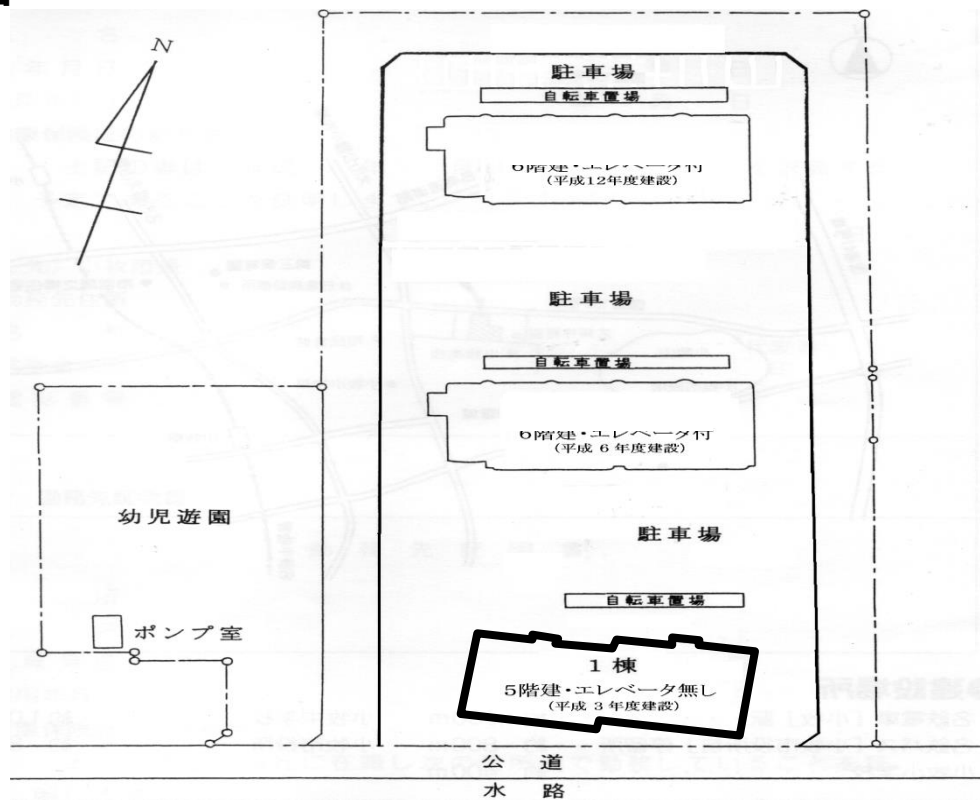 N
駐車場
自転車置場
6階建・エレベータ付
(平成12年度建設)
駐車場
自転車置場
6階建・エレベータ付
(平成 6 年度建設)
幼児遊園
駐車場
自転車置場
ポンプ室
1 棟
5階建・エレベータ無し
(平成 3 年度建設)
公道
水路